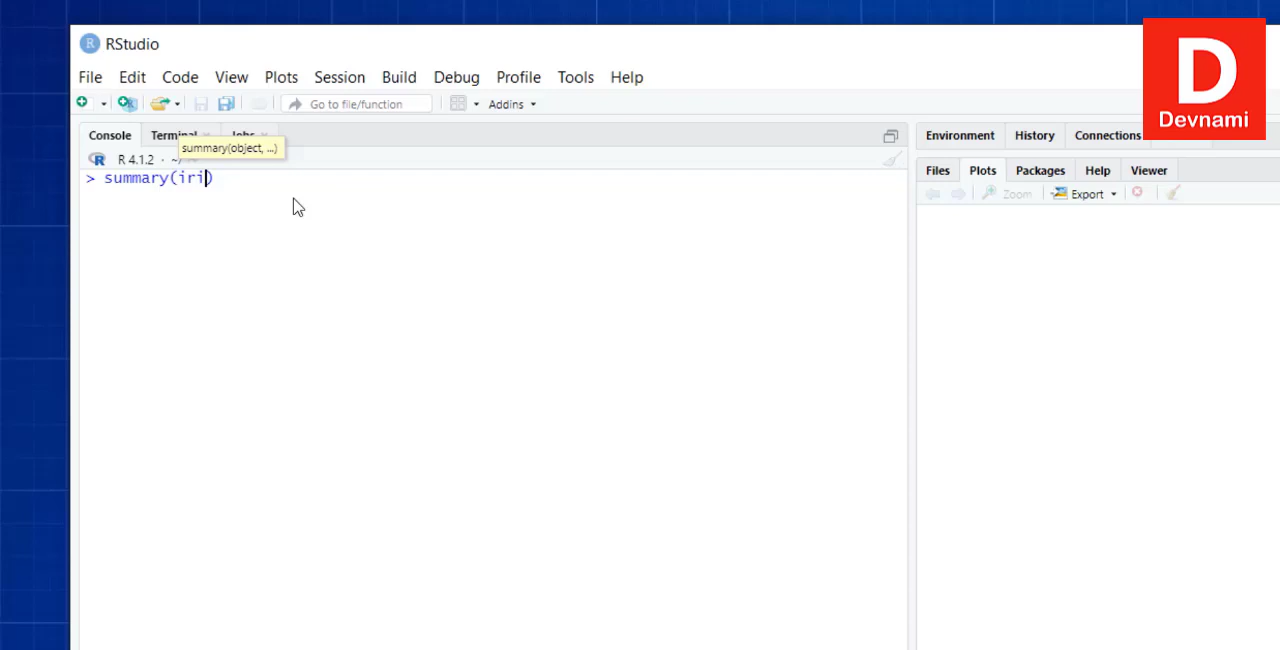 RStudio
File Edit Code View Plots Session Build Debug Profile Tools Help
Go to file/function Addins
Console Terminal Jobs
summary(object, ...)
R 4.1.2 · ~/
> summary(iri)
Environment History Connections
Files Plots Packages Help Viewer
Zoom Export
D
Devnami